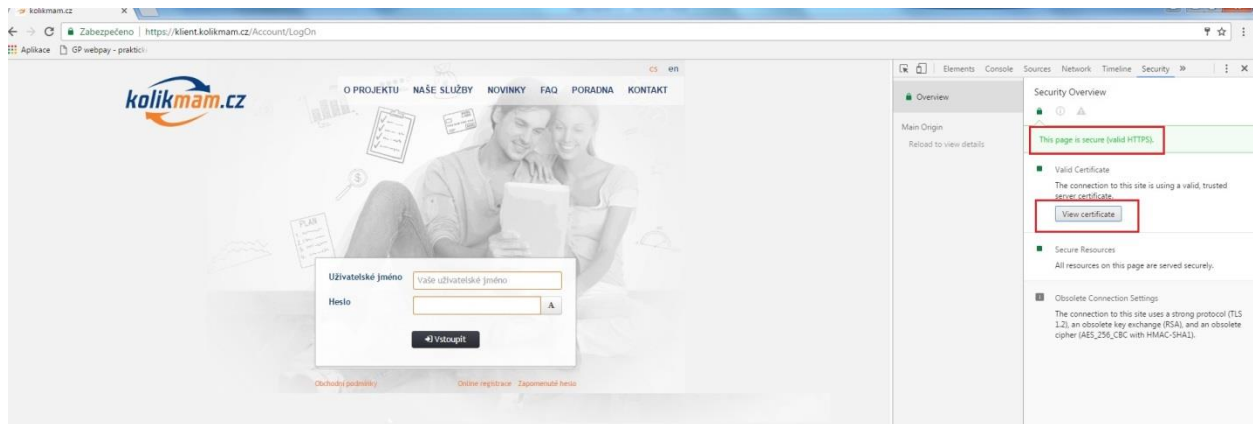 kolikmam.cz
Zabezpečeno | https://klient.kolikmam.cz/Account/LogOn
Aplikace GP webpay - praktick
cs en
kolikmam.cz
O PROJEKTU NAŠE SLUŽBY NOVINKY FAQ PORADNA KONTAKT
PLAN
Uživatelské jméno
Vaše uživatelské jméno
Heslo
A
Vstoupit
Obchodní podmínky
Online registrace Zapomenuté heslo
Elements Console Sources Network Timeline Security »
Overview
Main Origin
Reload to view details
Security Overview
This page is secure (valid HTTPS).
Valid Certificate
The connection to this site is using a valid, trusted
server certificate.
View certificate
Secure Resources
All resources on this page are served securely.
Obsolete Connection Settings
The connection to this site uses a strong protocol (TLS
1.2), an obsolete key exchange (RSA), and an obsolete
cipher (AES_256_CBC with HMAC-SHA1).